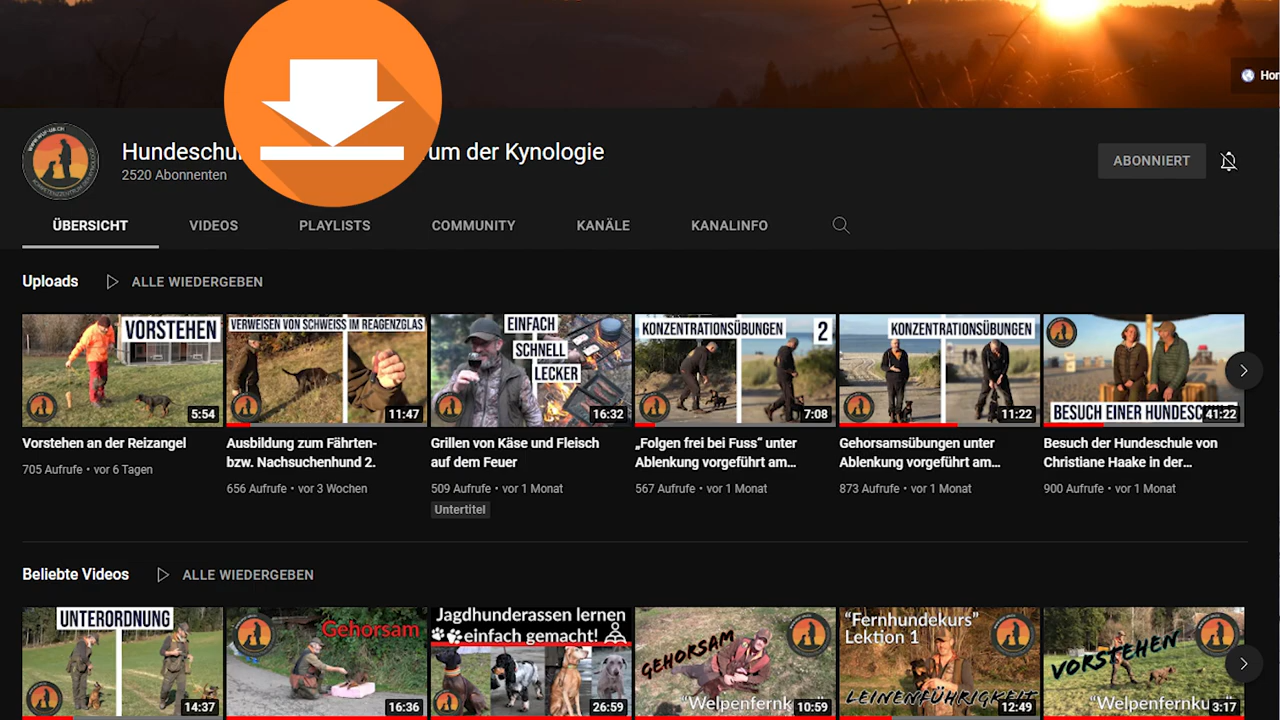 Hor
Hundeschu
rum der Kynologie
2520 Abonnenten
ABONNIERT
ÜBERSICHT
VIDEOS
PLAYLISTS
COMMUNITY
KANÄLE
KANALINFO
Uploads
ALLE WIEDERGEBEN
VORSTEHEN
5:54
VERWEISEN VON SCHWEISS IM REAGENZGLAS
11:47
EINFACH
SCHNELL
LECKER
16:32
KONZENTRATIONSÜBUNGEN
2
7:08
KONZENTRATIONSÜBUNGEN
11:22
BESUCH EINER HUNDESC
41:22
Vorstehen an der Reizangel
705 Aufrufe • vor 6 Tagen
Ausbildung zum Fährten-
bzw. Nachsuchenhund 2.
656 Aufrufe • vor 3 Wochen
Grillen von Käse und Fleisch
auf dem Feuer
509 Aufrufe • vor 1 Monat
Untertitel
„Folgen frei bei Fuss“ unter
Ablenkung vorgeführt am...
567 Aufrufe • vor 1 Monat
Gehorsamsübungen unter
Ablenkung vorgeführt am...
873 Aufrufe • vor 1 Monat
Besuch der Hundeschule von
Christiane Haake in der...
900 Aufrufe • vor 1 Monat
Beliebte Videos
ALLE WIEDERGEBEN
UNTERORDNUNG
14:37
Gehorsam
16:36
Jagdhunderassen lernen
einfach gemacht!
26:59
GEHORSAM
"Welpenfernk
10:59
"Fernhundekurs"
Lektion 1
LEINENFÜHRIGKEIT
12:49
VORSTEHEN
"Welpenfernku
3:17